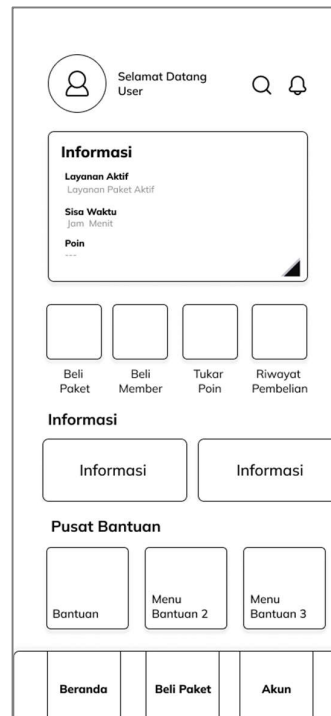 Selamat Datang
User
Informasi
Layanan Aktif
Layanan Paket Aktif
Sisa Waktu
Jam Menit
Poin
---
Beli
Paket
Beli
Member
Tukar
Poin
Riwayat
Pembelian
Informasi
Informasi
Informasi
Pusat Bantuan
Bantuan
Menu
Bantuan 2
Menu
Bantuan 3
Beranda
Beli Paket
Akun